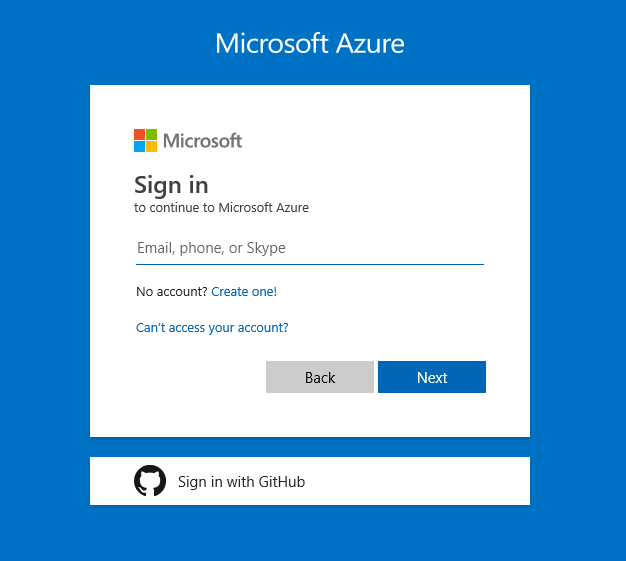 Microsoft Azure
Microsoft
Sign in
to continue to Microsoft Azure
Email, phone, or Skype
No account? Create one!
Can't access your account?
Back Next
Sign in with GitHub